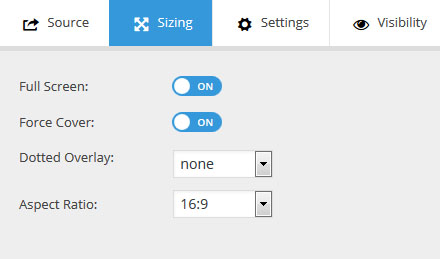 Source Sizing Settings Visibility
Full Screen: ON
Force Cover: ON
Dotted Overlay: none
Aspect Ratio: 16:9